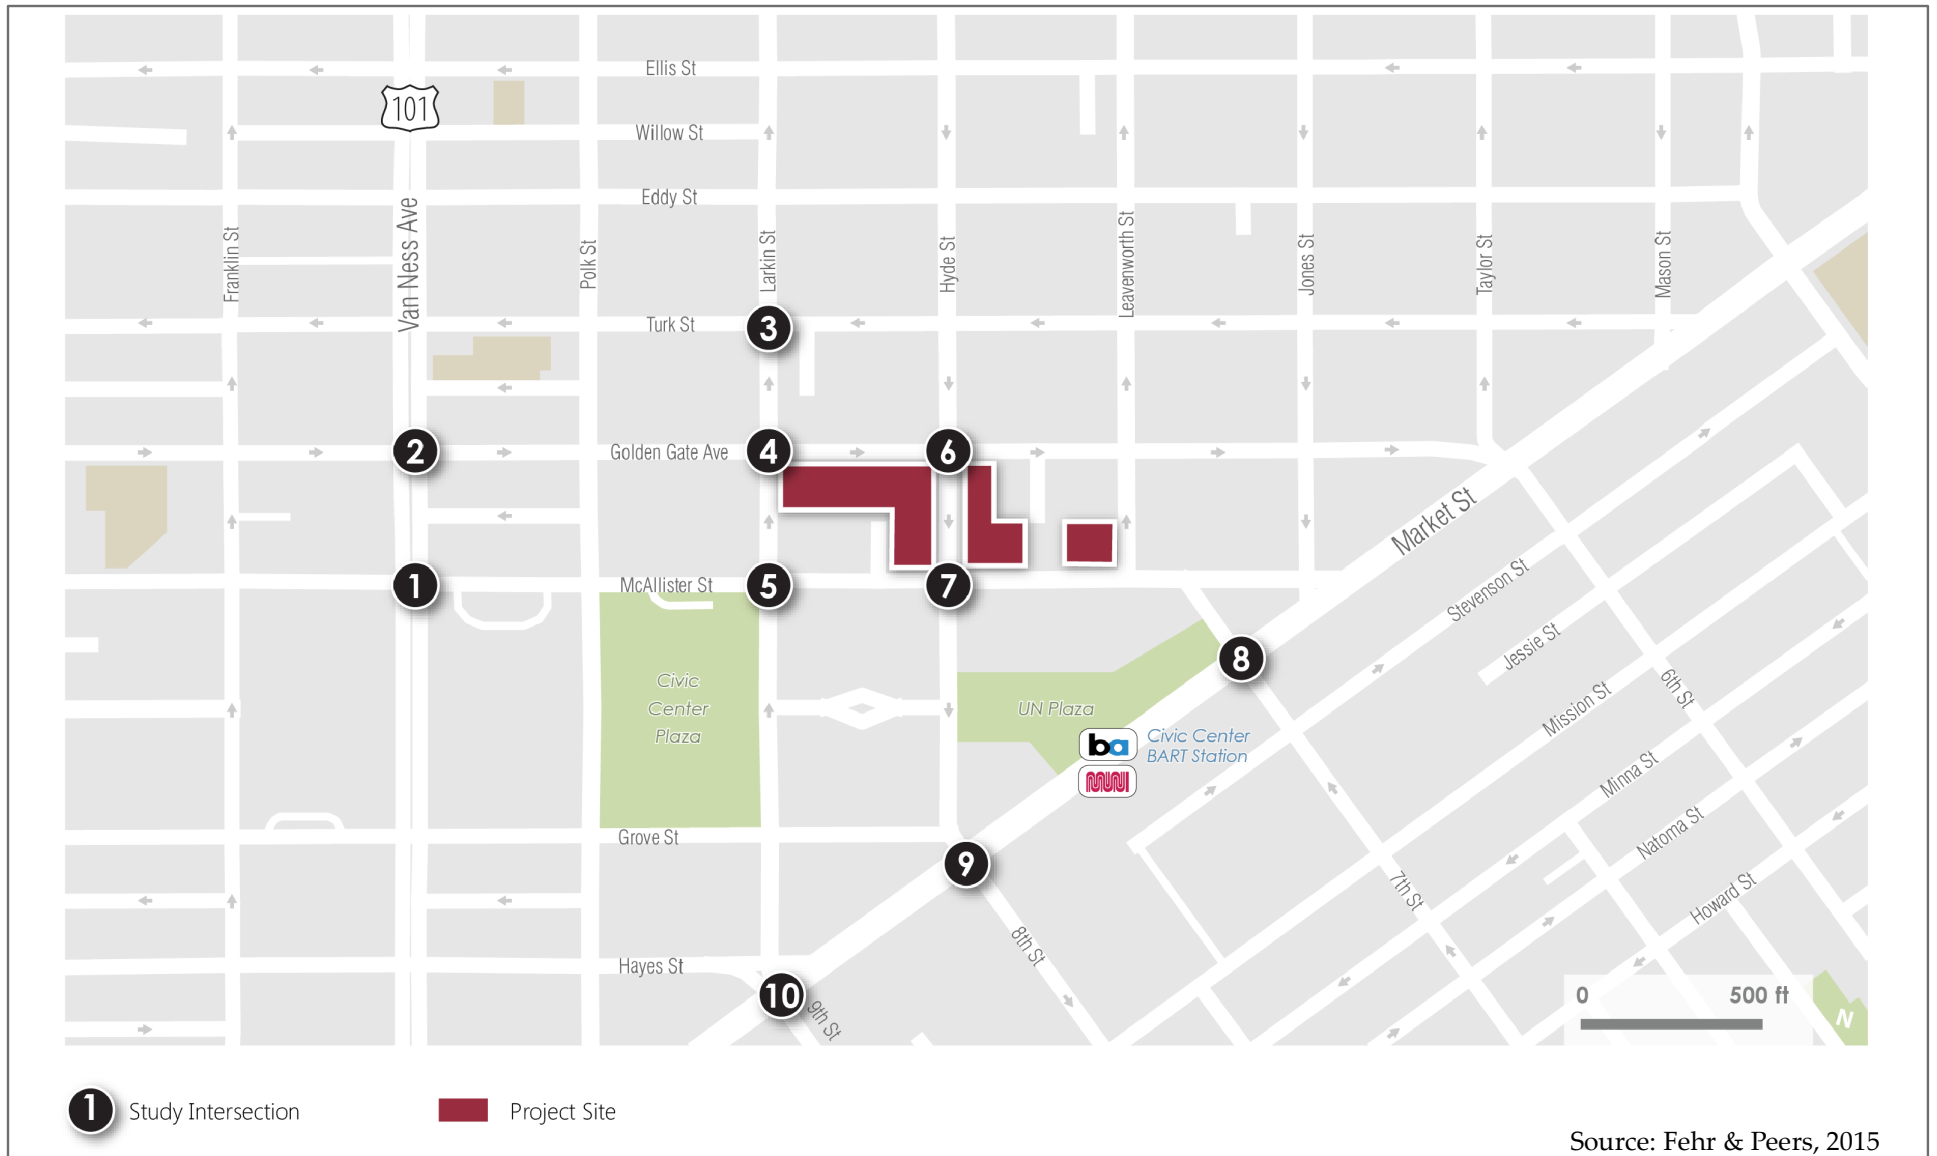 Ellis St
101
Willow St
Eddy St
Franklin St
Van Ness Ave
Polk St
Larkin St
Hyde St
Leavenworth St
Jones St
Taylor St
Mason St
Turk St
3
2
Golden Gate Ave
4
6
Market St
1
McAllister St
5
7
Stevenson St
Jessie St
8
Civic
Center
Plaza
UN Plaza
6th St
Mission St
ba
Civic Center
BART Station
MUNI
Minna St
Natoma St
Grove St
9
7th St
Howard St
8th St
Hayes St
10
9th St
0
500 ft
N
1
Study Intersection
Project Site
Source: Fehr & Peers, 2015